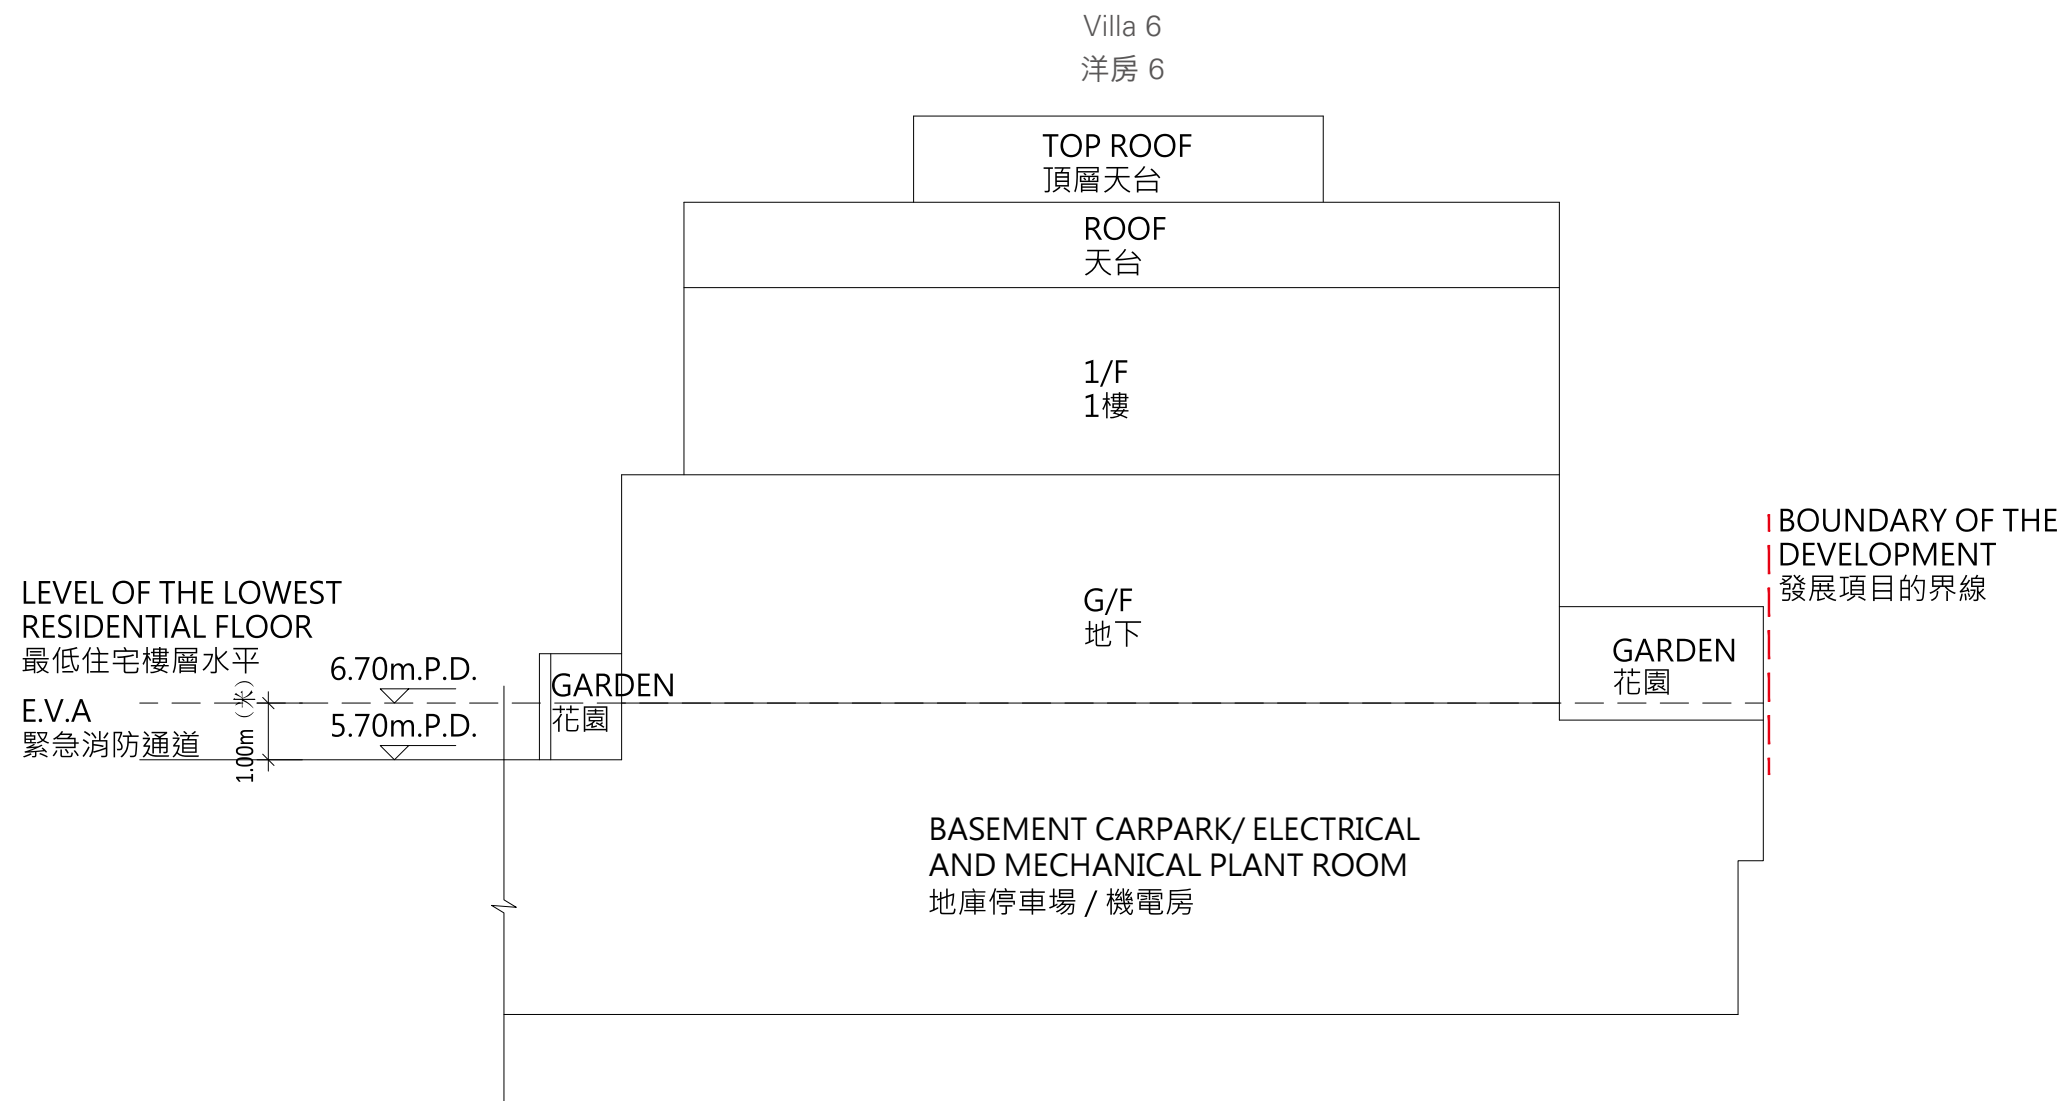 Villa 6
洋房 6
TOP ROOF
頂層天台
ROOF
天台
1/F
1樓
G/F
地下
BOUNDARY OF THE
DEVELOPMENT
發展項目的界線
LEVEL OF THE LOWEST
RESIDENTIAL FLOOR
最低住宅樓層水平
6.70m.P.D.
GARDEN
花園
GARDEN
花園
E.V.A
緊急消防通道
5.70m.P.D.
1.00m (米)
BASEMENT CARPARK/ ELECTRICAL
AND MECHANICAL PLANT ROOM
地庫停車場 / 機電房